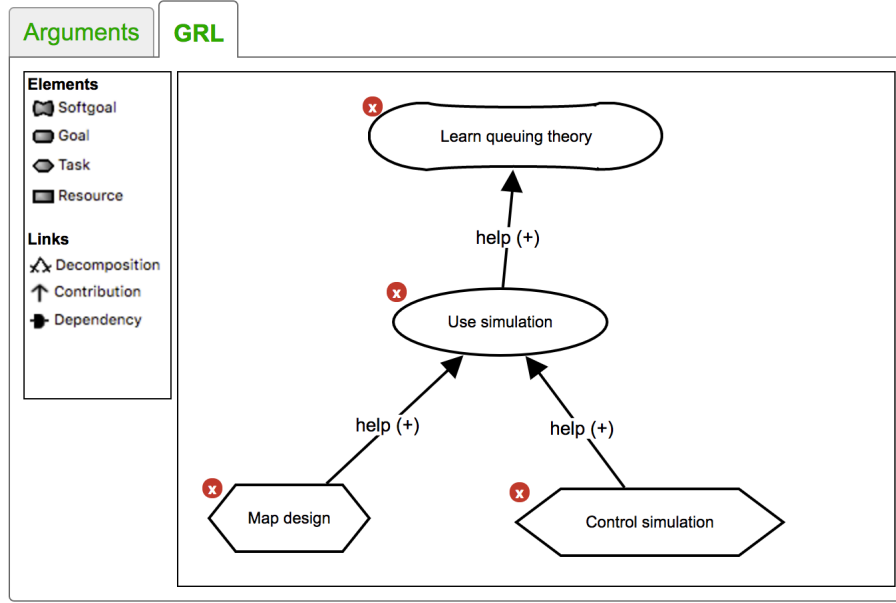 Arguments
GRL
Elements
Softgoal
Goal
Task
Resource
Links
Decomposition
Contribution
Dependency
x
Learn queuing theory
help (+)
x
Use simulation
help (+)
help (+)
x
Map design
x
Control simulation